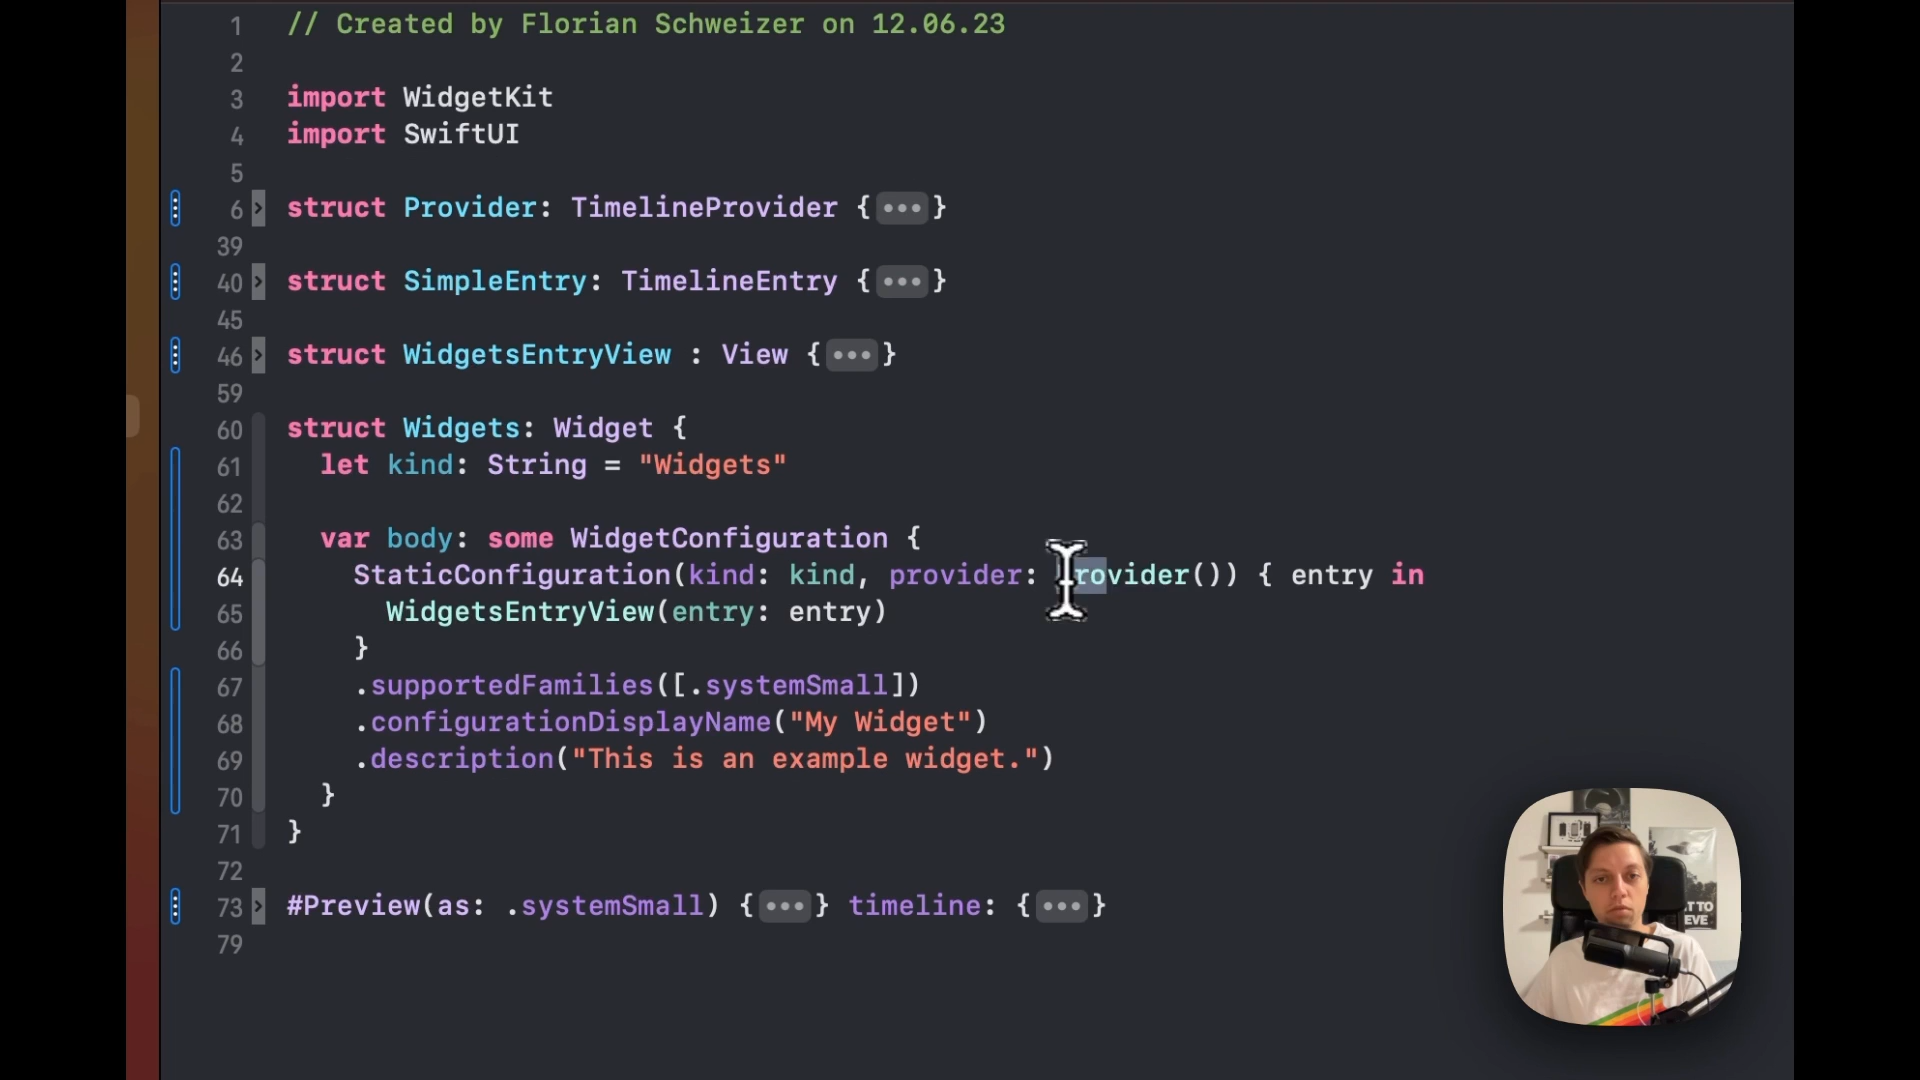 1 // Created by Florian Schweizer on 12.06.23
2
3 import WidgetKit
4 import SwiftUI
5
6 struct Provider: TimelineProvider {•••}
39
40 struct SimpleEntry: TimelineEntry {•••}
45
46 struct WidgetsEntryView : View {•••}
59
60 struct Widgets: Widget {
61 let kind: String = "Widgets"
62
63 var body: some WidgetConfiguration {
64 StaticConfiguration(kind: kind, provider: Provider()) { entry in
65 WidgetsEntryView(entry: entry)
66 }
67 .supportedFamilies([.systemSmall])
68 .configurationDisplayName("My Widget")
69 .description("This is an example widget.")
70 }
71 }
72
73 #Preview(as: .systemSmall) {•••} timeline: {•••}
79